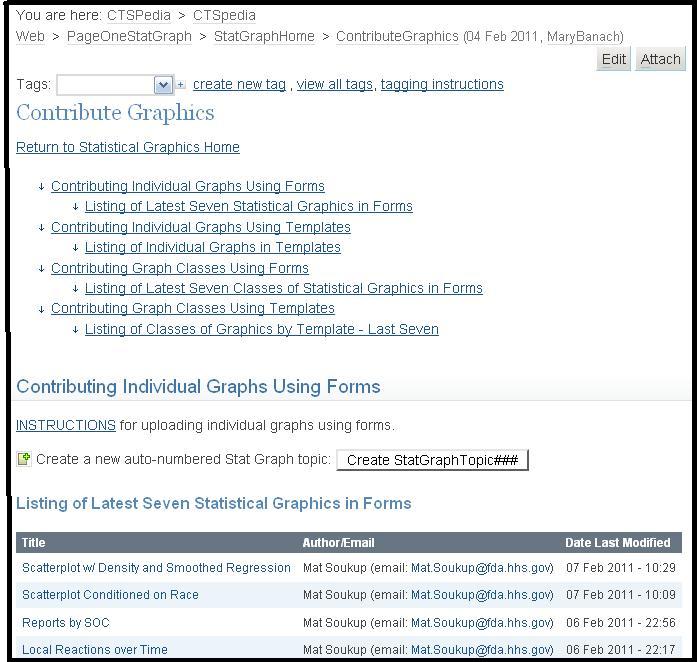 You are here: CTSPedia > CTSpedia
Web > PageOneStatGraph > StatGraphHome > ContributeGraphics (04 Feb 2011, MaryBanach)
Edit Attach
Tags: + create new tag , view all tags, tagging instructions
Contribute Graphics
Return to Statistical Graphics Home
↓ Contributing Individual Graphs Using Forms
↓ Listing of Latest Seven Statistical Graphics in Forms
↓ Contributing Individual Graphs Using Templates
↓ Listing of Individual Graphs in Templates
↓ Contributing Graph Classes Using Forms
↓ Listing of Latest Seven Classes of Statistical Graphics in Forms
↓ Contributing Graph Classes Using Templates
↓ Listing of Classes of Graphics by Template - Last Seven
Contributing Individual Graphs Using Forms
INSTRUCTIONS for uploading individual graphs using forms.
Create a new auto-numbered Stat Graph topic: Create StatGraphTopic###
Listing of Latest Seven Statistical Graphics in Forms
Title Author/Email Date Last Modified
Scatterplot w/ Density and Smoothed Regression Mat Soukup (email: Mat.Soukup@fda.hhs.gov) 07 Feb 2011 - 10:29
Scatterplot Conditioned on Race Mat Soukup (email: Mat.Soukup@fda.hhs.gov) 07 Feb 2011 - 10:09
Reports by SOC Mat Soukup (email: Mat.Soukup@fda.hhs.gov) 06 Feb 2011 - 22:56
Local Reactions over Time Mat Soukup (email: Mat.Soukup@fda.hhs.gov) 06 Feb 2011 - 22:17